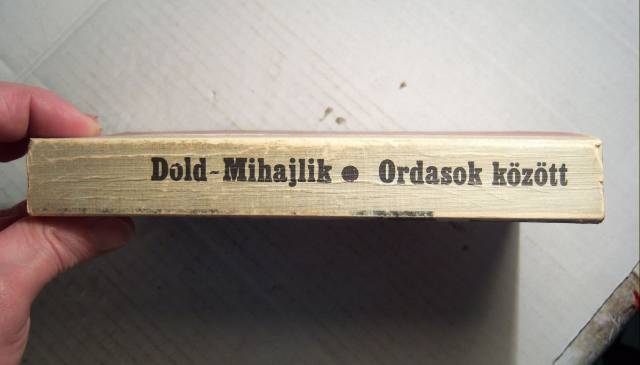 Dold-Mihajlik ● Ordasok között